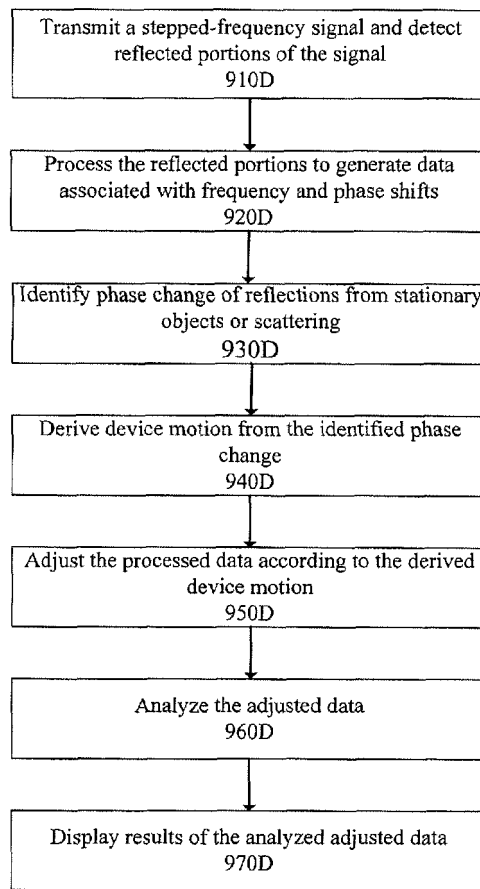 Transmit a stepped-frequency signal and detect
reflected portions of the signal
910D
Process the reflected portions to generate data
associated with frequency and phase shifts
920D
Identify phase change of reflections from stationary
objects or scattering
930D
Derive device motion from the identified phase
change
940D
Adjust the processed data according to the derived
device motion
950D
Analyze the adjusted data
960D
Display results of the analyzed adjusted data
970D